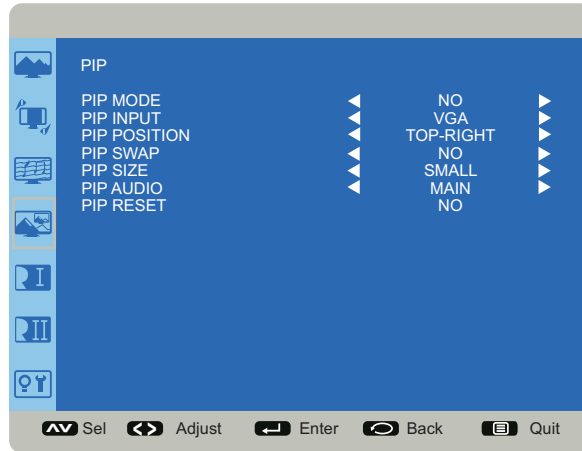 PIP
PIP MODE NO
PIP INPUT VGA
PIP POSITION TOP-RIGHT
PIP SWAP NO
PIP SIZE SMALL
PIP AUDIO MAIN
PIP RESET NO
Sel Adjust Enter Back Quit